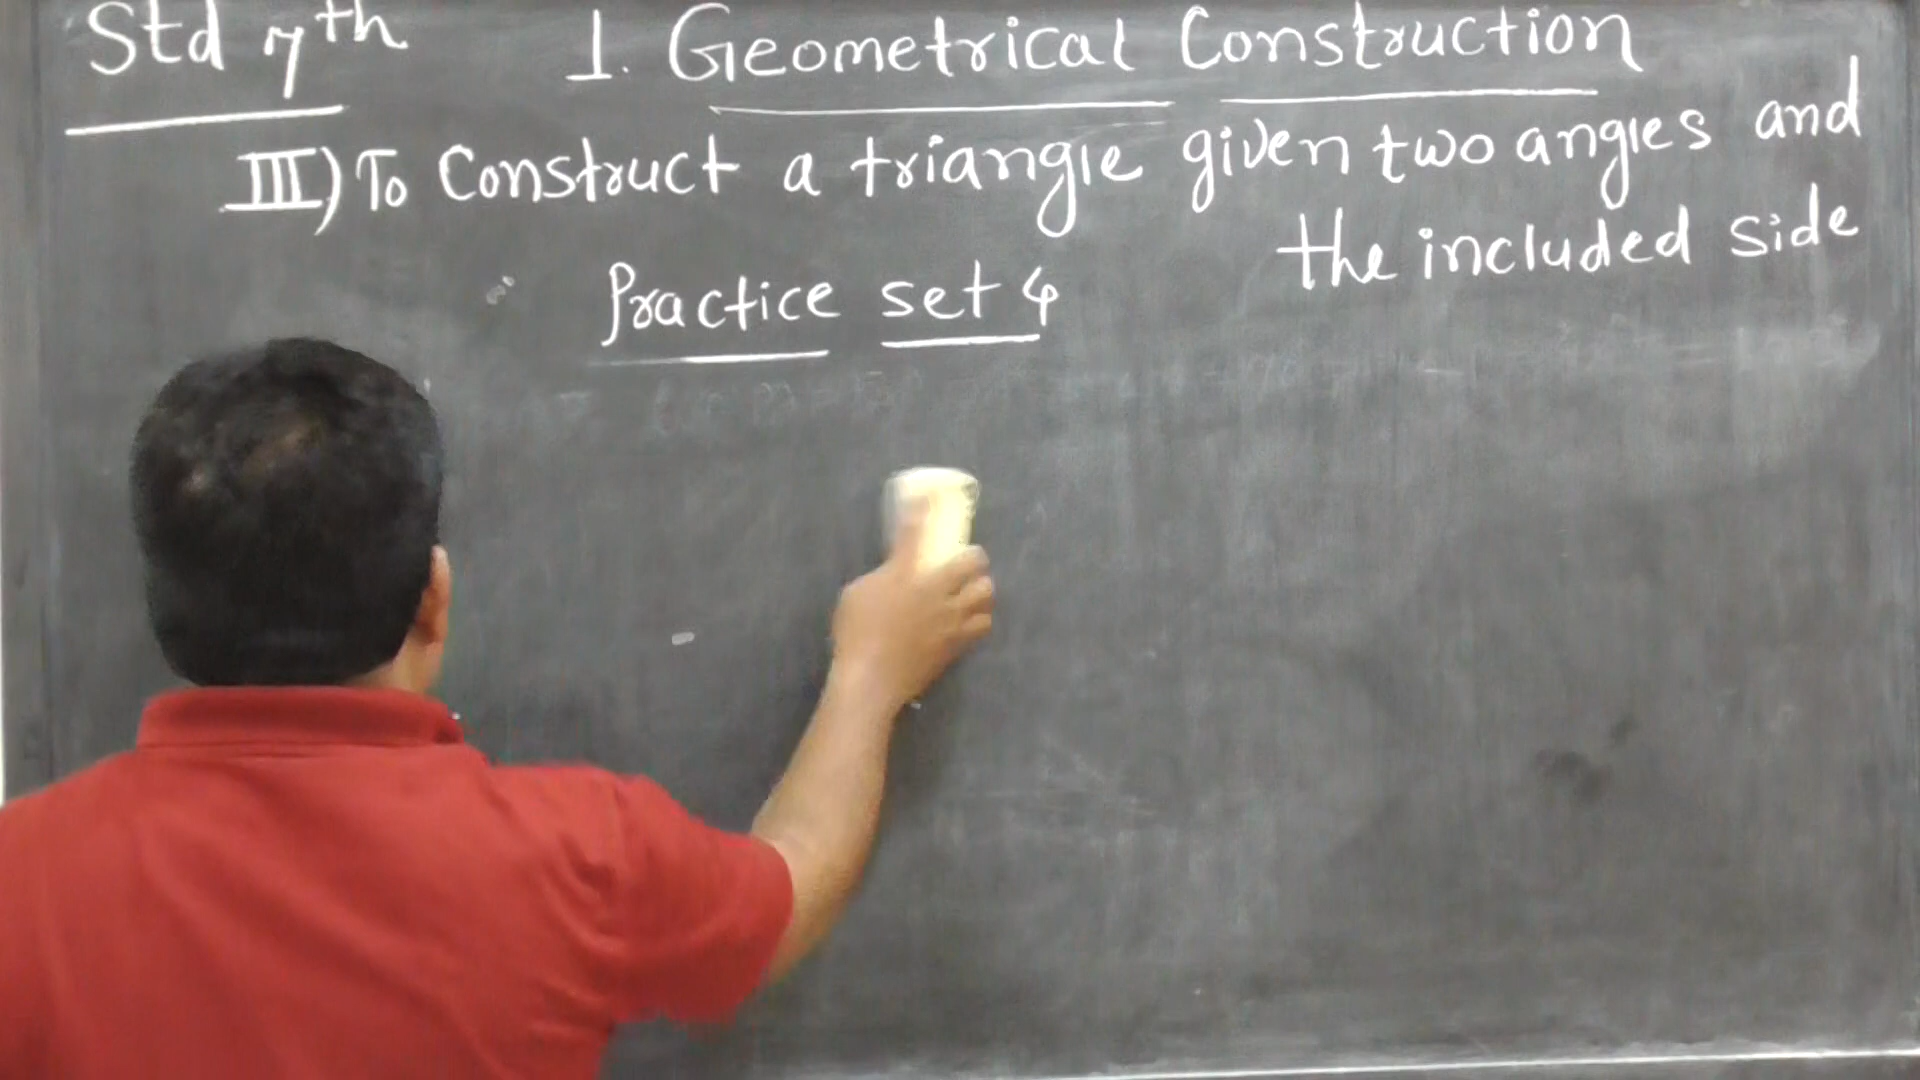 Std 7th 1. Geometrical Construction
III) To Construct a triangle given two angles and
the included side
Practice set 4